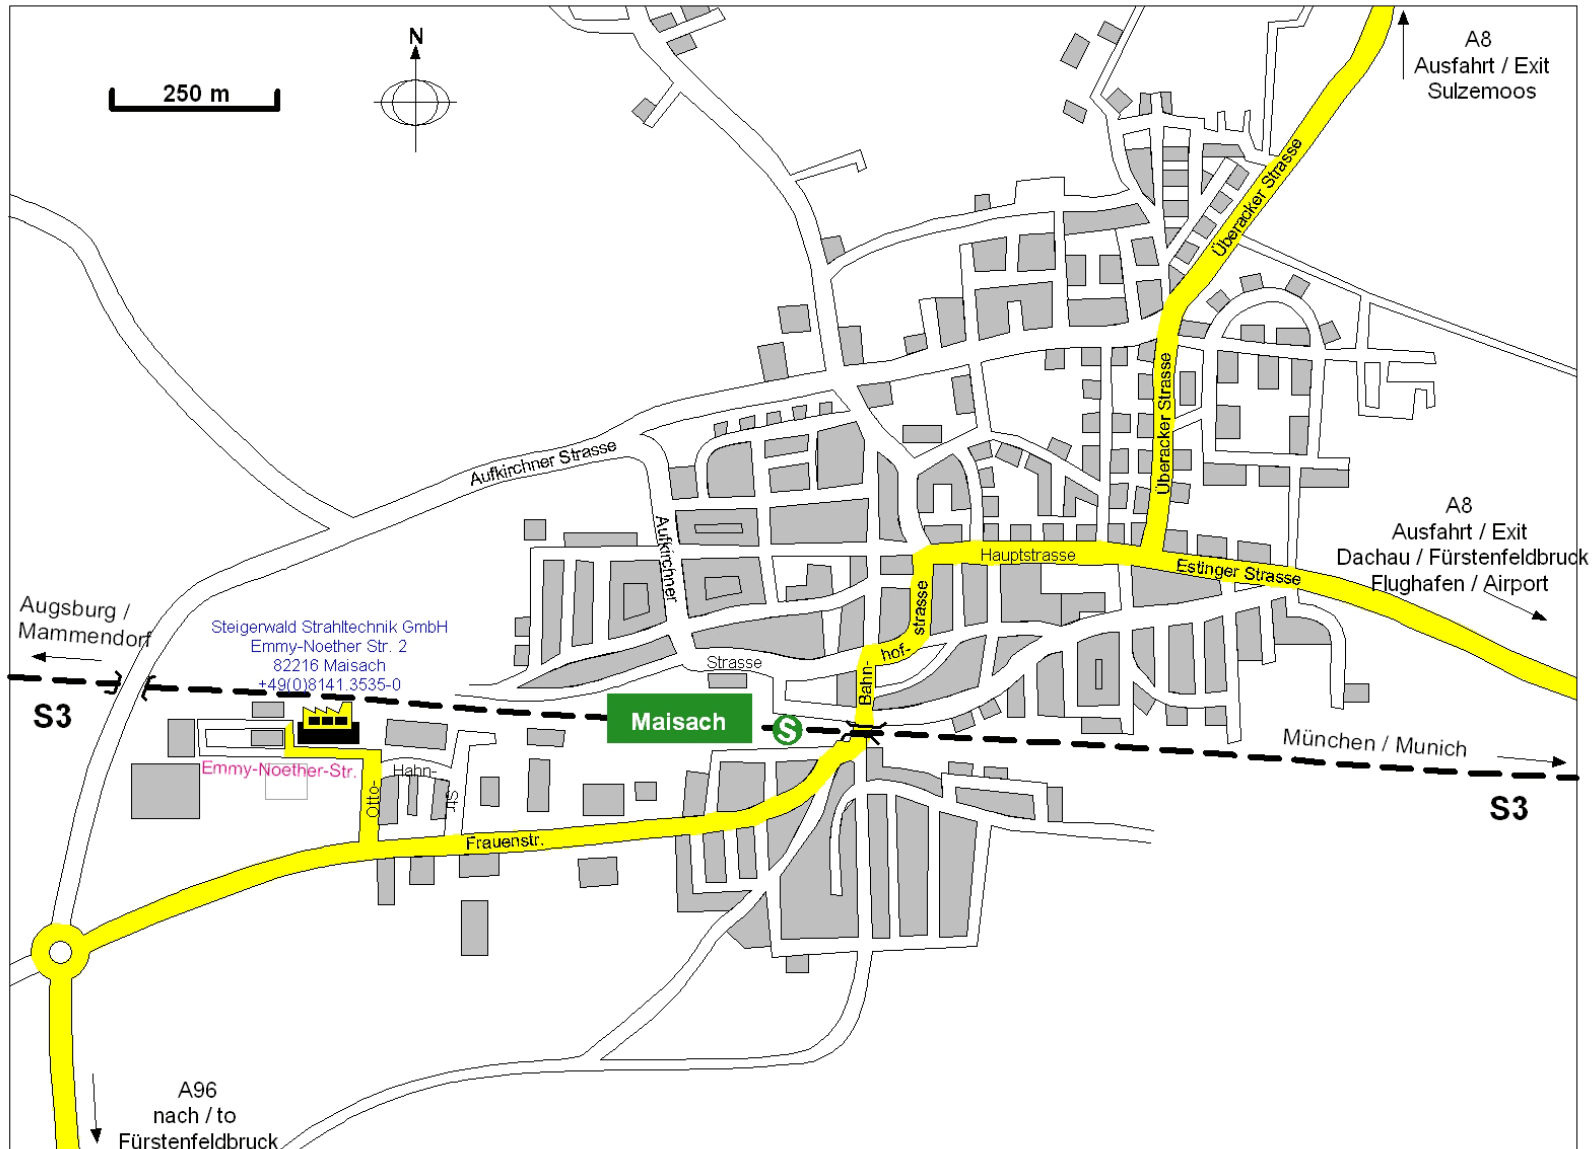 N
250 m
A8
Ausfahrt / Exit
Sulzemoos
Überacker Strasse
Überacker Strasse
Aufkirchner Strasse
Aufkirchner
Strasse
A8
Ausfahrt / Exit
Dachau / Fürstenfeldbruck
Flughafen / Airport
Hauptstrasse
Estinger Strasse
Bahn-
hof-
strasse
Augsburg /
Mammendorf
S3
Steigerwald Strahltechnik GmbH
Emmy-Noether Str. 2
82216 Maisach
+49(0)8141.3535-0
Maisach
S
München / Munich
S3
Emmy-Noether-Str.
Otto-
Hahn-
Str.
Frauenstr.
A96
nach / to
Fürstenfeldbruck